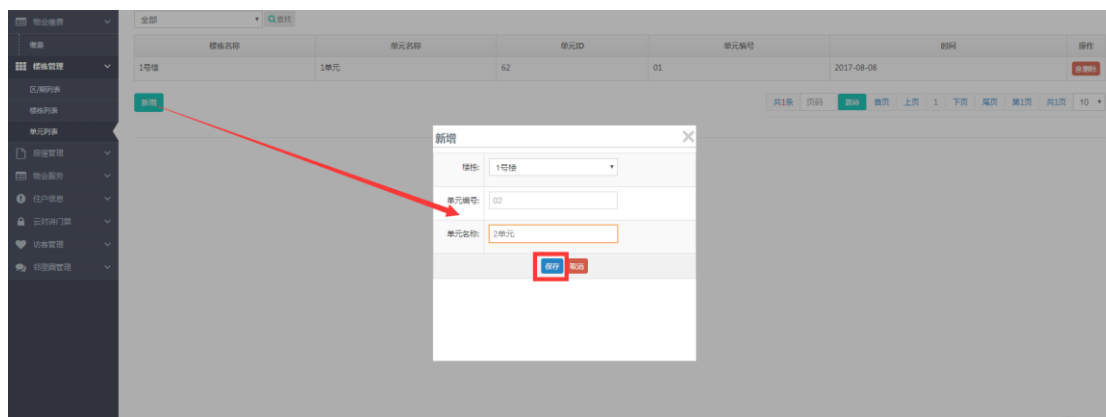 物业缴费
缴费
楼栋管理
区/期列表
楼栋列表
单元列表
房屋管理
物业服务
住户信息
云对讲门禁
访客管理
邻里商管理
全部 查找
楼栋名称 单元名称 单元ID 单元编号 时间 操作
1号楼 1单元 62 01 2017-08-08 删除
新增 共1条 页码 跳转 首页 上页 1 下页 尾页 第1页 共1页 10
新增
楼栋: 1号楼
单元编号: 02
单元名称: 2单元
保存 取消